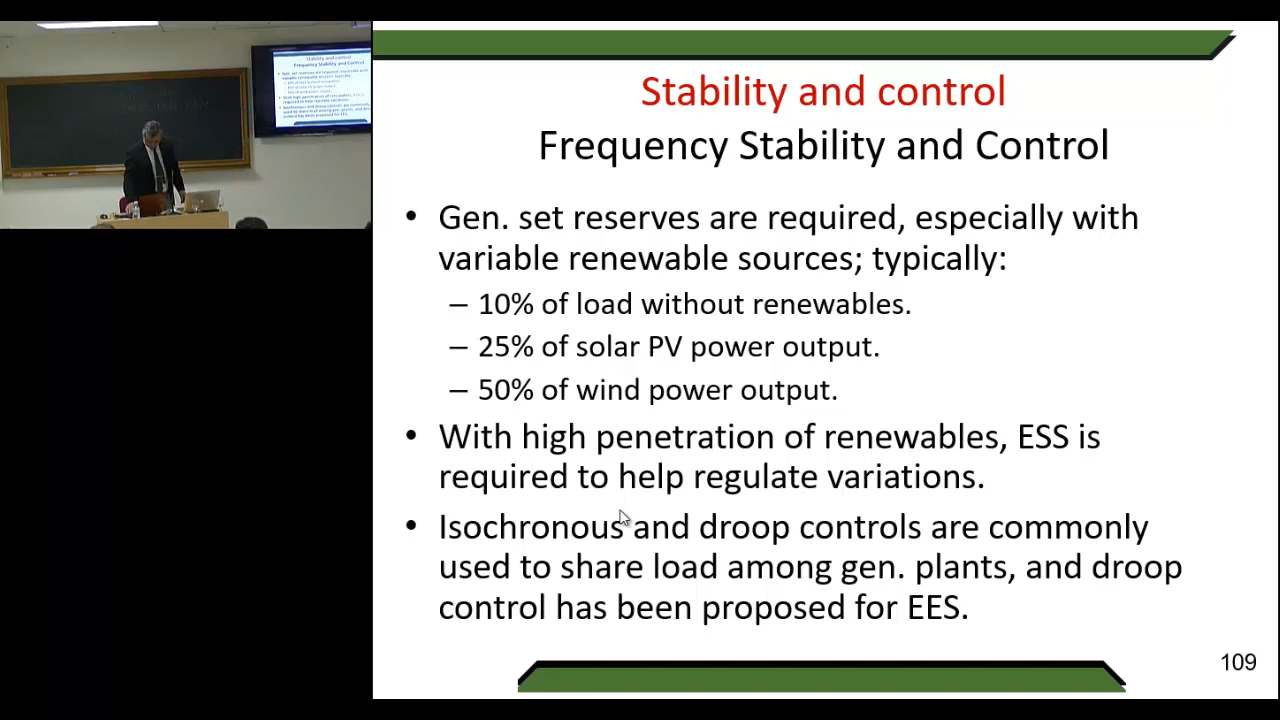 Stability and control
Frequency Stability and Control
• Gen. set reserves are required, especially with
variable renewable sources; typically:
– 10% of load without renewables.
– 25% of solar PV power output.
– 50% of wind power output.
• With high penetration of renewables, ESS is
required to help regulate variations.
• Isochronous and droop controls are commonly
used to share load among gen. plants, and droop
control has been proposed for EES.
109